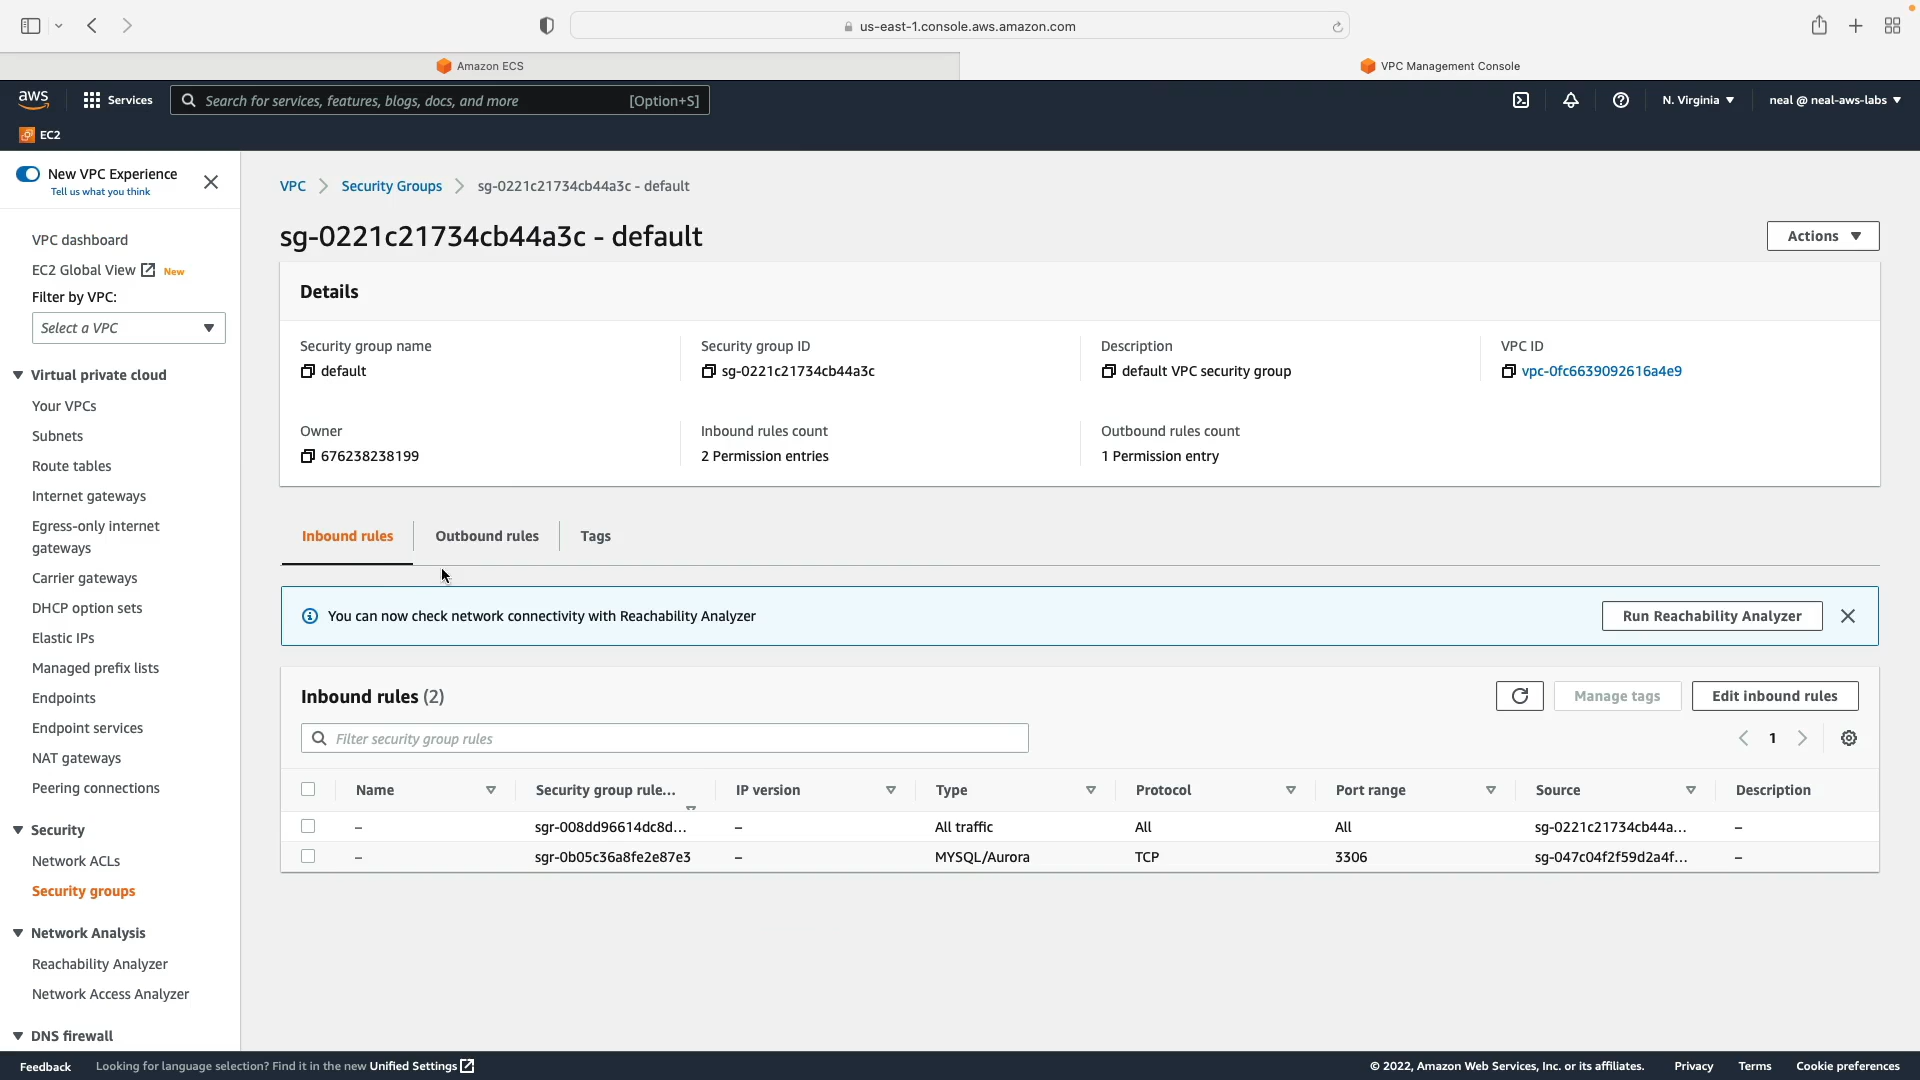 us-east-1.console.aws.amazon.com
Amazon ECS
VPC Management Console
aws
Services
Search for services, features, blogs, docs, and more
[Option+S]
N. Virginia
neal @ neal-aws-labs
EC2
New VPC Experience
Tell us what you think
VPC dashboard
EC2 Global View New
Filter by VPC:
Select a VPC
Virtual private cloud
Your VPCs
Subnets
Route tables
Internet gateways
Egress-only internet
gateways
Carrier gateways
DHCP option sets
Elastic IPs
Managed prefix lists
Endpoints
Endpoint services
NAT gateways
Peering connections
Security
Network ACLs
Security groups
Network Analysis
Reachability Analyzer
Network Access Analyzer
DNS firewall
VPC Security Groups sg-0221c21734cb44a3c - default
sg-0221c21734cb44a3c - default
Actions
Details
Security group name
default
Security group ID
sg-0221c21734cb44a3c
Description
default VPC security group
VPC ID
vpc-0fc6639092616a4e9
Owner
676238238199
Inbound rules count
2 Permission entries
Outbound rules count
1 Permission entry
Inbound rules
Outbound rules
Tags
You can now check network connectivity with Reachability Analyzer
Run Reachability Analyzer
Inbound rules (2)
Manage tags
Edit inbound rules
Filter security group rules
1
Name Security group rule... IP version Type Protocol Port range Source Description
– sgr-008dd96614dc8d... – All traffic All All sg-0221c21734cb44a... –
– sgr-0b05c36a8fe2e87e3 – MYSQL/Aurora TCP 3306 sg-047c04f2f59d2a4f... –
Feedback
Looking for language selection? Find it in the new Unified Settings
© 2022, Amazon Web Services, Inc. or its affiliates.
Privacy
Terms
Cookie preferences